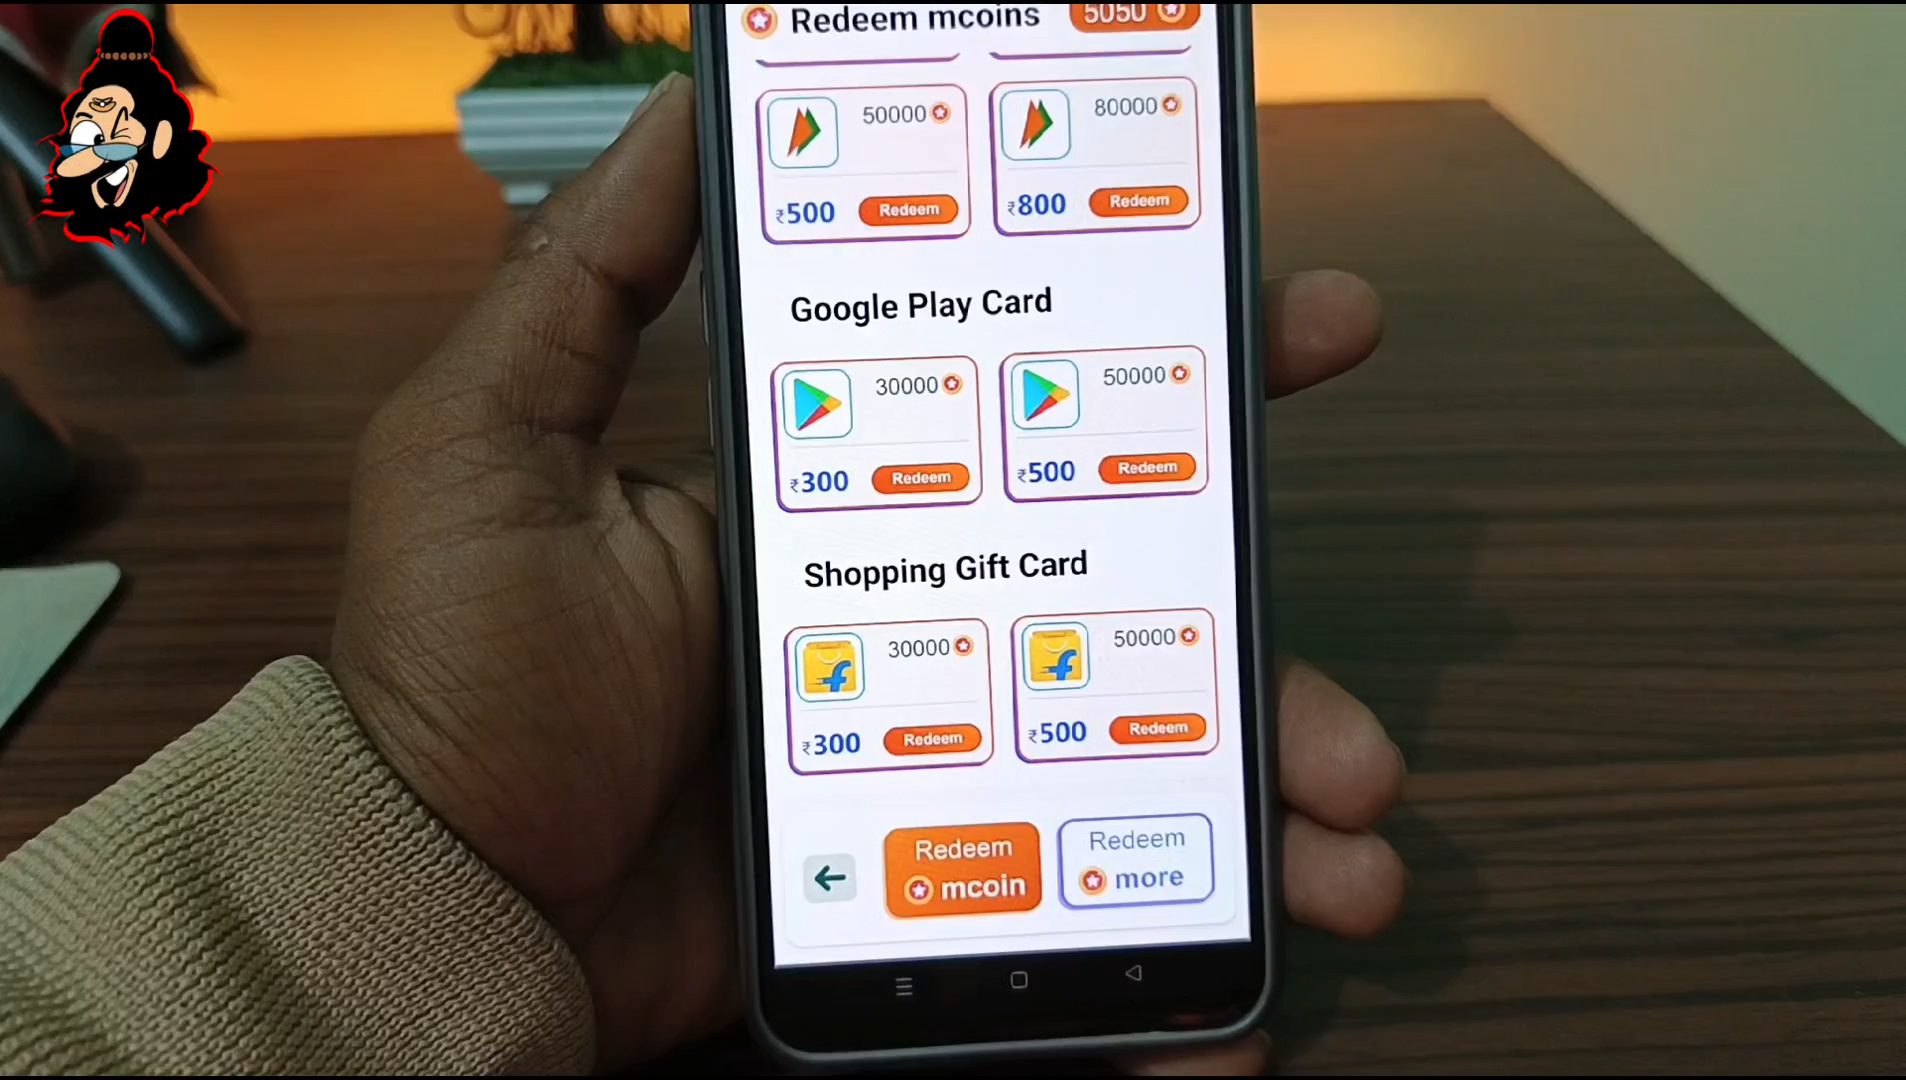 Redeem mcoins 5050
50000 80000
₹500 Redeem ₹800 Redeem
Google Play Card
30000 50000
₹300 Redeem ₹500 Redeem
Shopping Gift Card
30000 50000
₹300 Redeem ₹500 Redeem
Redeem mcoin
Redeem more